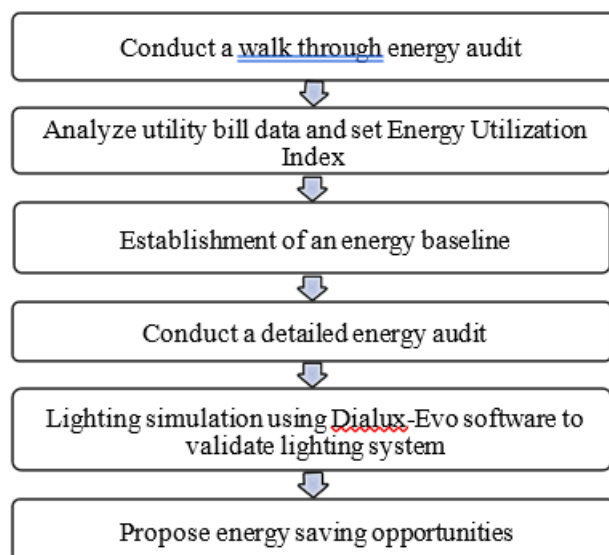 Conduct a walk through energy audit
Analyze utility bill data and set Energy Utilization
Index
Establishment of an energy baseline
Conduct a detailed energy audit
Lighting simulation using Dialux-Evo software to
validate lighting system
Propose energy saving opportunities